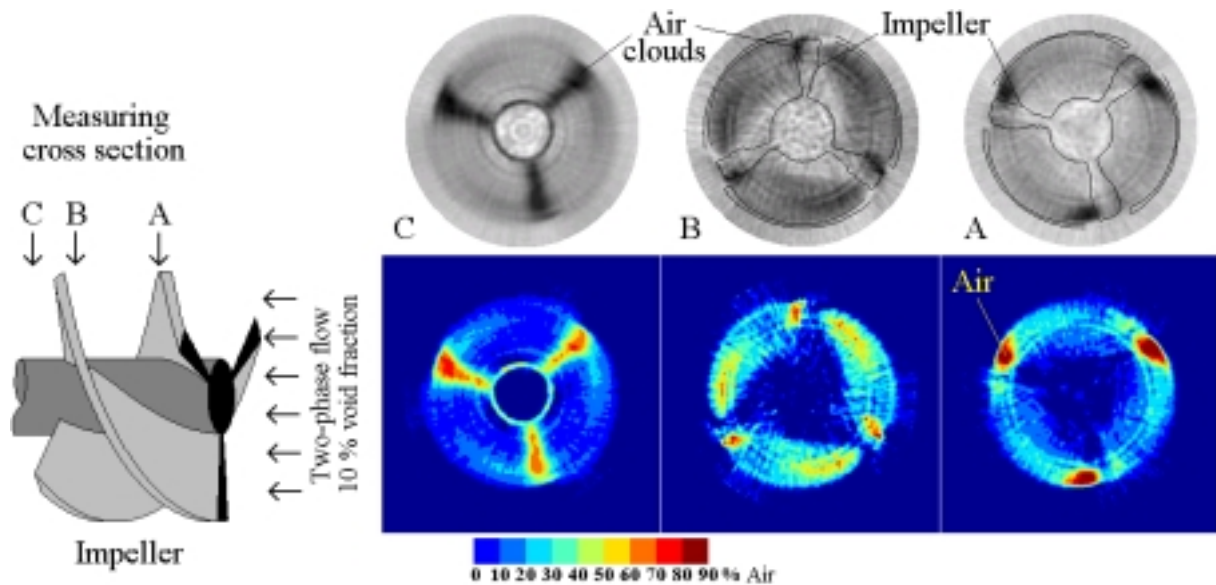 Measuring
cross section
C B A
Two-phase flow
10 % void fraction
Impeller
Air
clouds
Impeller
C
B
A
Air
0 10 20 30 40 50 60 70 80 90 % Air